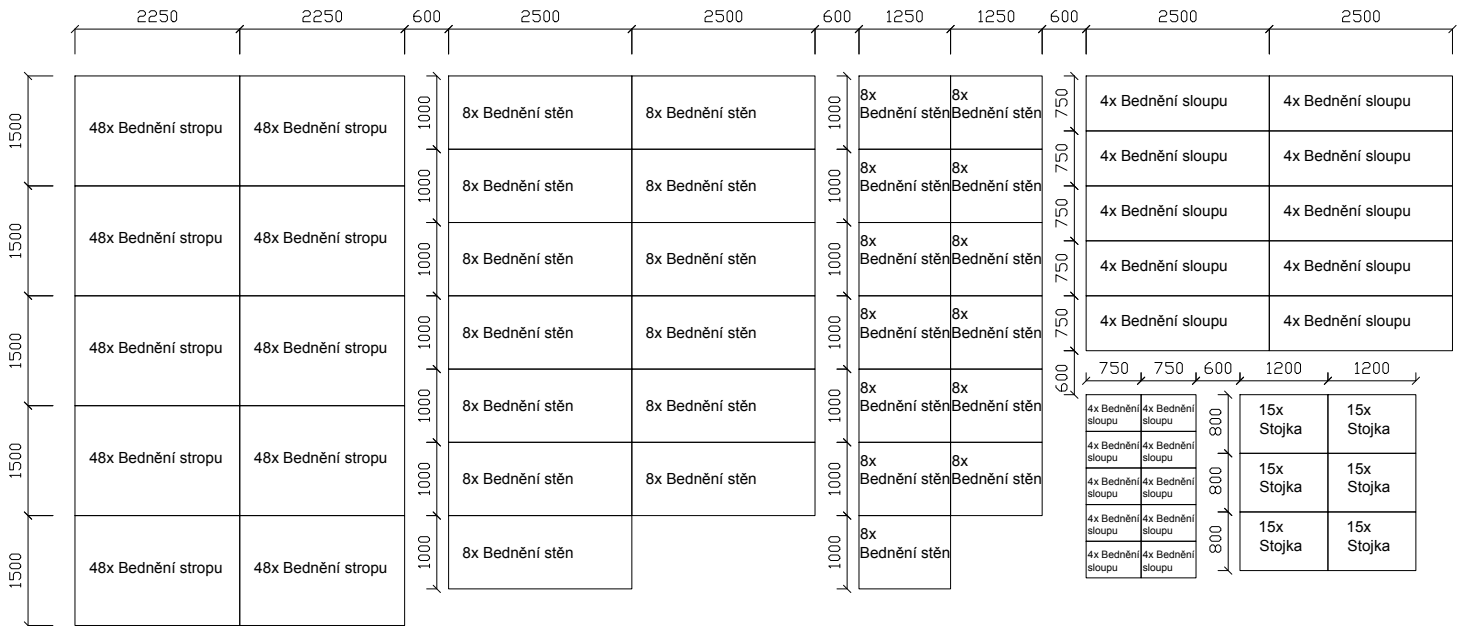 2250 2250 600 2500 2500 600 1250 1250 600 2500 2500
1500
1500
1500
1500
1500
48x Bednění stropu 48x Bednění stropu
48x Bednění stropu 48x Bednění stropu
48x Bednění stropu 48x Bednění stropu
48x Bednění stropu 48x Bednění stropu
48x Bednění stropu 48x Bednění stropu
1000
1000
1000
1000
1000
1000
1000
8x Bednění stěn 8x Bednění stěn
8x Bednění stěn 8x Bednění stěn
8x Bednění stěn 8x Bednění stěn
8x Bednění stěn 8x Bednění stěn
8x Bednění stěn 8x Bednění stěn
8x Bednění stěn 8x Bednění stěn
8x Bednění stěn
1000
1000
1000
1000
1000
1000
1000
8x 8x
Bednění stěn Bednění stěn
8x 8x
Bednění stěn Bednění stěn
8x 8x
Bednění stěn Bednění stěn
8x 8x
Bednění stěn Bednění stěn
8x 8x
Bednění stěn Bednění stěn
8x 8x
Bednění stěn Bednění stěn
8x
Bednění stěn
750
750
750
750
750
600
4x Bednění sloupu 4x Bednění sloupu
4x Bednění sloupu 4x Bednění sloupu
4x Bednění sloupu 4x Bednění sloupu
4x Bednění sloupu 4x Bednění sloupu
4x Bednění sloupu 4x Bednění sloupu
750 750 600 1200 1200
4x Bednění 4x Bednění
sloupu sloupu
4x Bednění 4x Bednění
sloupu sloupu
4x Bednění 4x Bednění
sloupu sloupu
4x Bednění 4x Bednění
sloupu sloupu
4x Bednění 4x Bednění
sloupu sloupu
800
800
800
15x 15x
Stojka Stojka
15x 15x
Stojka Stojka
15x 15x
Stojka Stojka